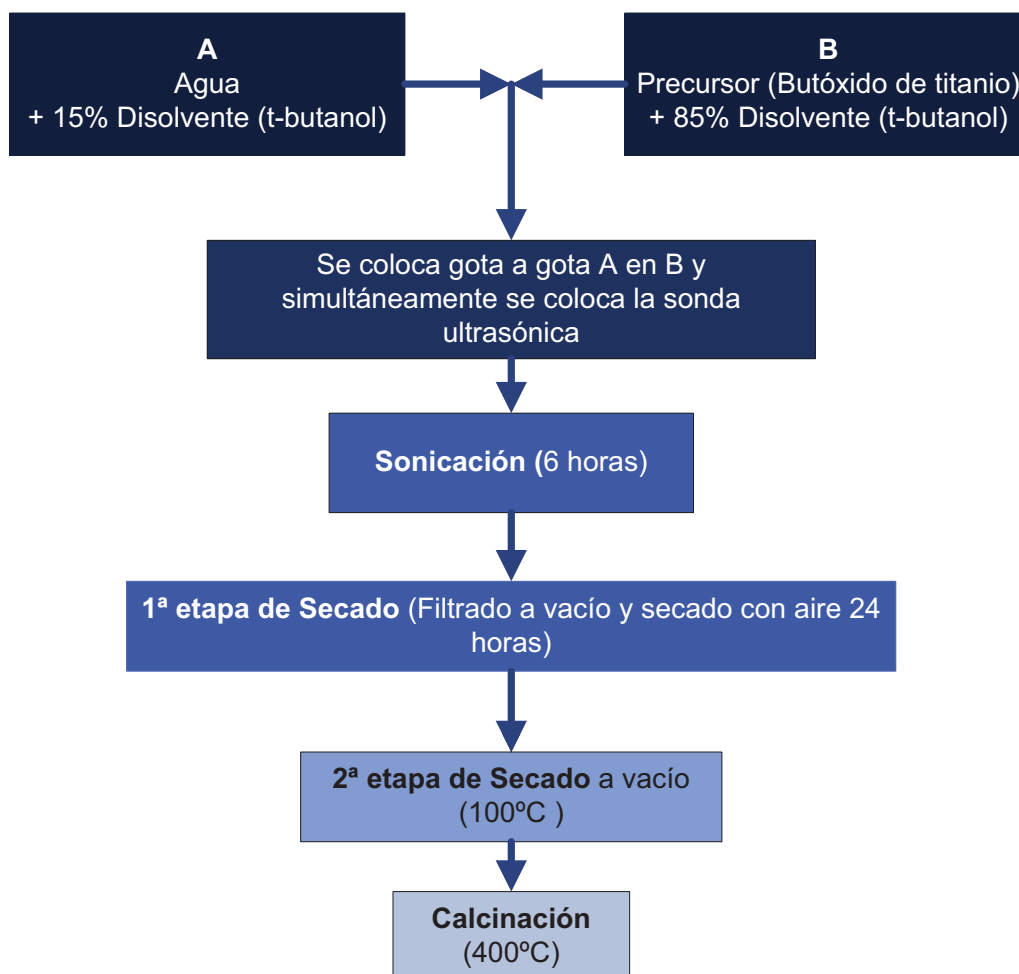 A
Agua
+ 15% Disolvente (t-butanol)
B
Precursor (Butóxido de titanio)
+ 85% Disolvente (t-butanol)
Se coloca gota a gota A en B y
simultáneamente se coloca la sonda
ultrasónica
Sonicación (6 horas)
1ª etapa de Secado (Filtrado a vacío y secado con aire 24
horas)
2ª etapa de Secado a vacío
(100ºC )
Calcinación
(400ºC)